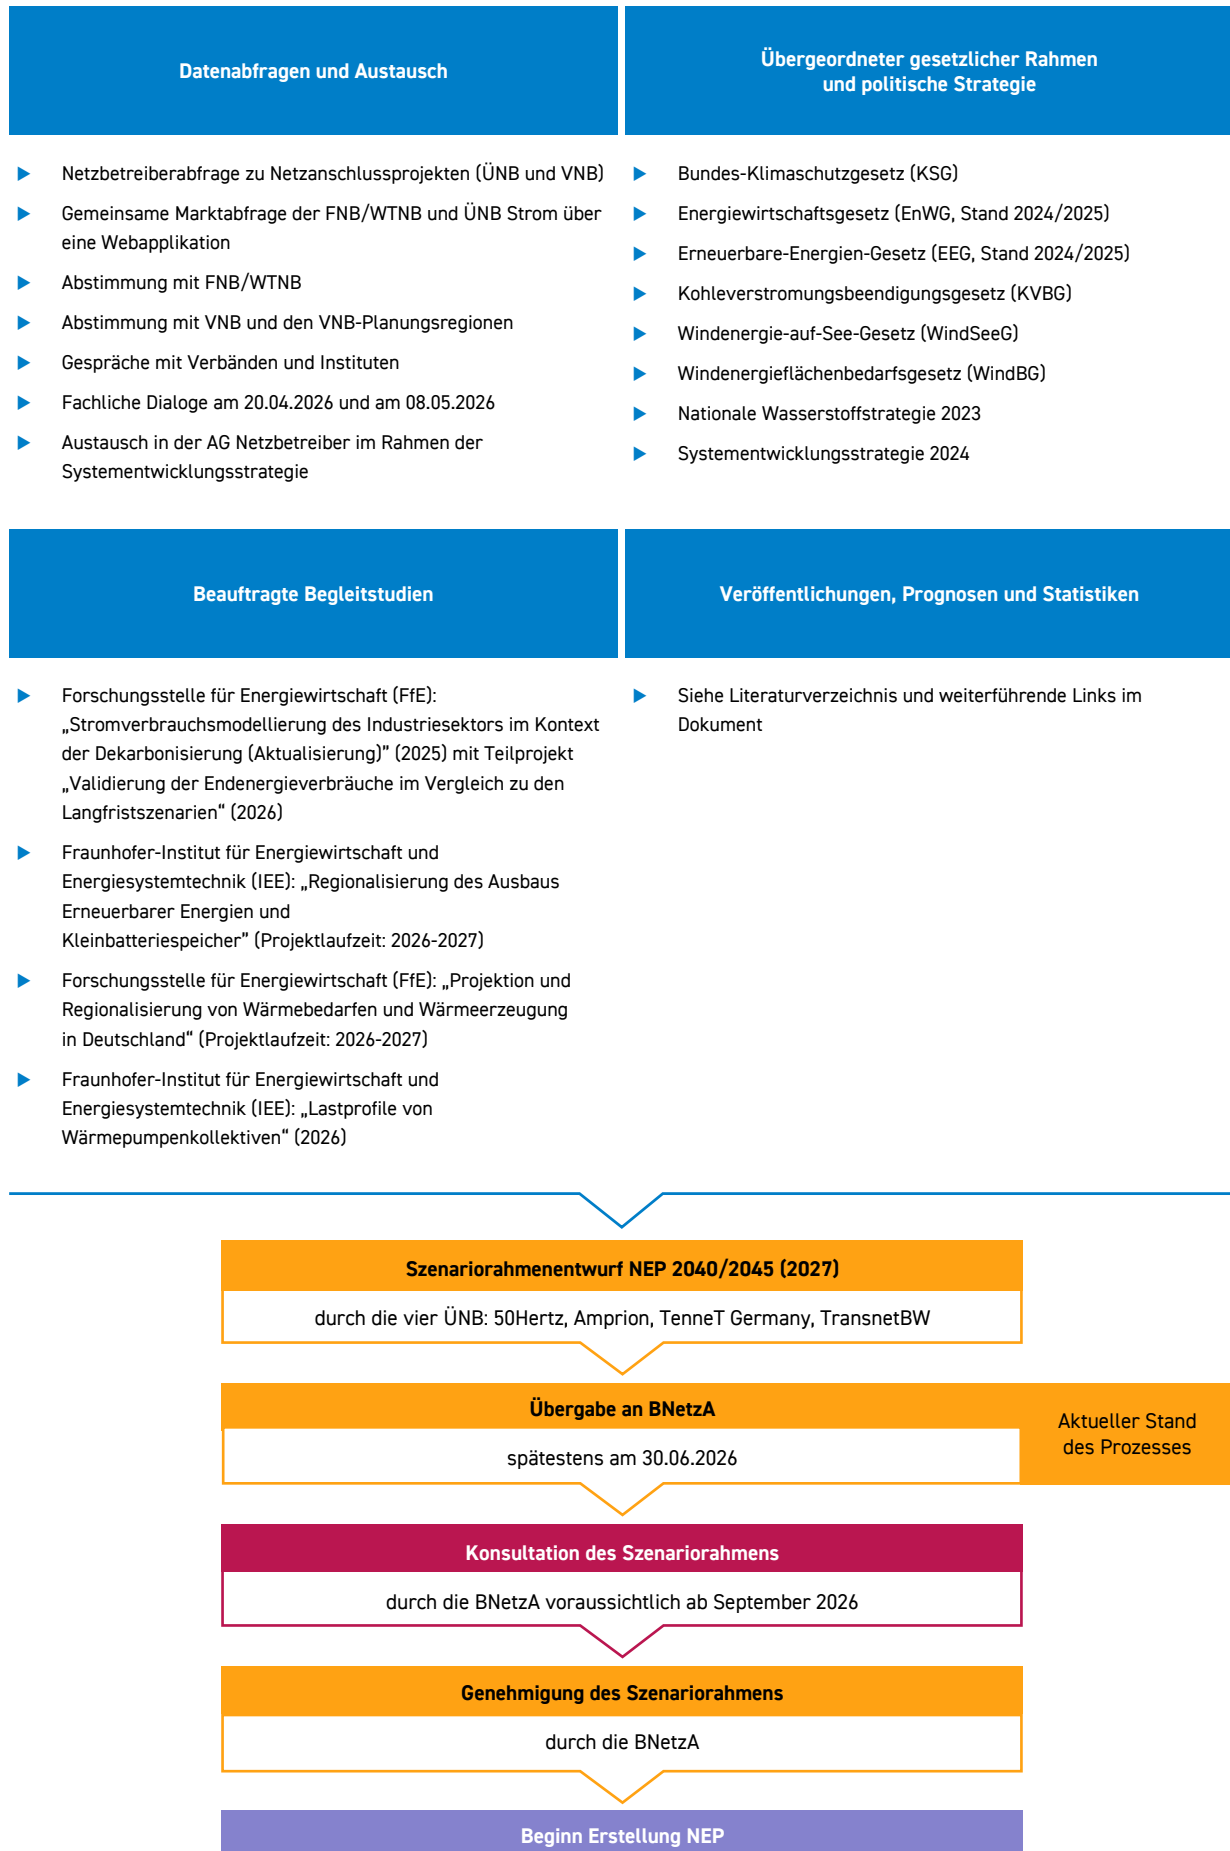 Datenabfragen und Austausch
Übergeordneter gesetzlicher Rahmen
und politische Strategie
Netzbetreiberabfrage zu Netzanschlussprojekten (ÜNB und VNB)
Gemeinsame Marktabfrage der FNB/WTNB und ÜNB Strom über
eine Webapplikation
Abstimmung mit FNB/WTNB
Abstimmung mit VNB und den VNB-Planungsregionen
Gespräche mit Verbänden und Instituten
Fachliche Dialoge am 20.04.2026 und am 08.05.2026
Austausch in der AG Netzbetreiber im Rahmen der
Systementwicklungsstrategie
Bundes-Klimaschutzgesetz (KSG)
Energiewirtschaftsgesetz (EnWG, Stand 2024/2025)
Erneuerbare-Energien-Gesetz (EEG, Stand 2024/2025)
Kohleverstromungsbeendigungsgesetz (KVBG)
Windenergie-auf-See-Gesetz (WindSeeG)
Windenergieflächenbedarfsgesetz (WindBG)
Nationale Wasserstoffstrategie 2023
Systementwicklungsstrategie 2024
Beauftragte Begleitstudien
Veröffentlichungen, Prognosen und Statistiken
Forschungsstelle für Energiewirtschaft (FfE):
„Stromverbrauchsmodellierung des Industriesektors im Kontext
der Dekarbonisierung (Aktualisierung)” (2025) mit Teilprojekt
„Validierung der Endenergieverbräuche im Vergleich zu den
Langfristszenarien“ (2026)
Fraunhofer-Institut für Energiewirtschaft und
Energiesystemtechnik (IEE): „Regionalisierung des Ausbaus
Erneuerbarer Energien und
Kleinbatteriespeicher” (Projektlaufzeit: 2026-2027)
Forschungsstelle für Energiewirtschaft (FfE): „Projektion und
Regionalisierung von Wärmebedarfen und Wärmeerzeugung
in Deutschland“ (Projektlaufzeit: 2026-2027)
Fraunhofer-Institut für Energiewirtschaft und
Energiesystemtechnik (IEE): „Lastprofile von
Wärmepumpenkollektiven“ (2026)
Siehe Literaturverzeichnis und weiterführende Links im
Dokument
Szenariorahmenentwurf NEP 2040/2045 (2027)
durch die vier ÜNB: 50Hertz, Amprion, TenneT Germany, TransnetBW
Übergabe an BNetzA
spätestens am 30.06.2026
Aktueller Stand
des Prozesses
Konsultation des Szenariorahmens
durch die BNetzA voraussichtlich ab September 2026
Genehmigung des Szenariorahmens
durch die BNetzA
Beginn Erstellung NEP